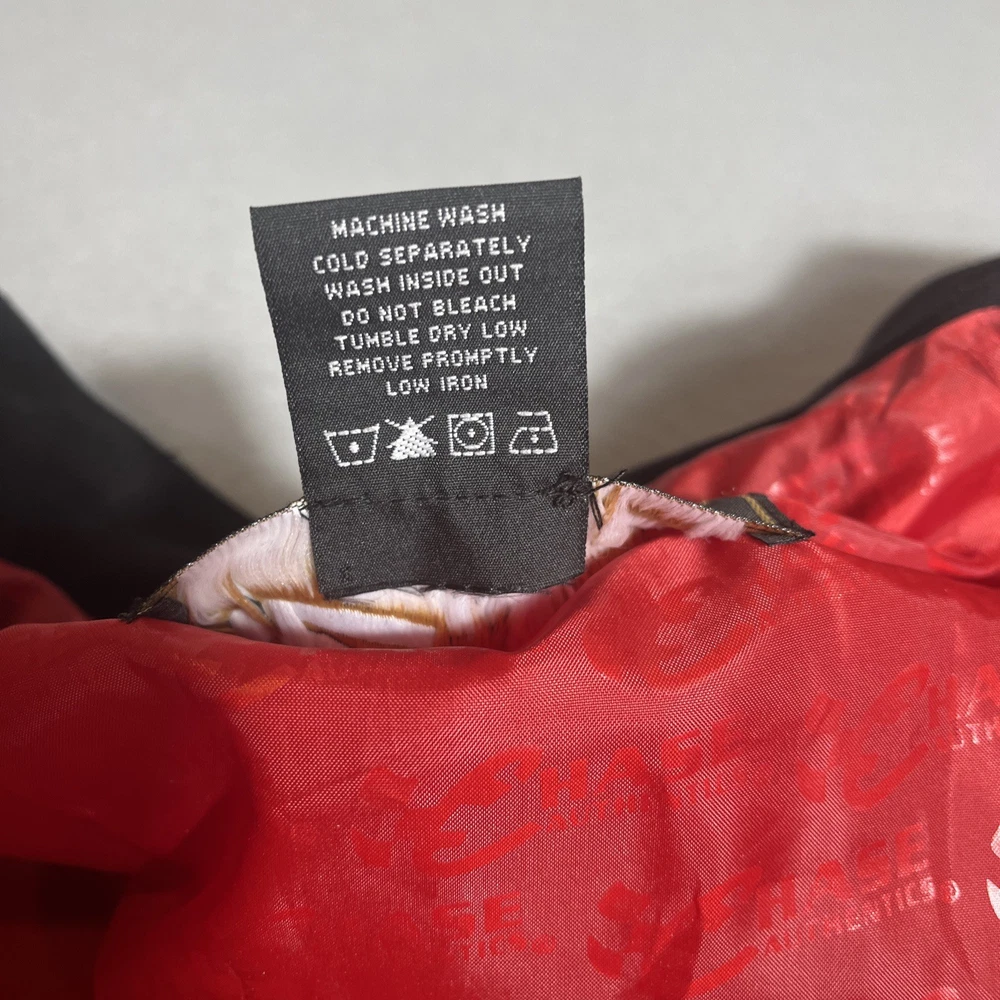 MACHINE WASH
COLD SEPARATELY
WASH INSIDE OUT
DO NOT BLEACH
TUMBLE DRY LOW
REMOVE PROMPTLY
LOW IRON
CHASE
AUTHENTICS
CHASE
AUTHENTICS®